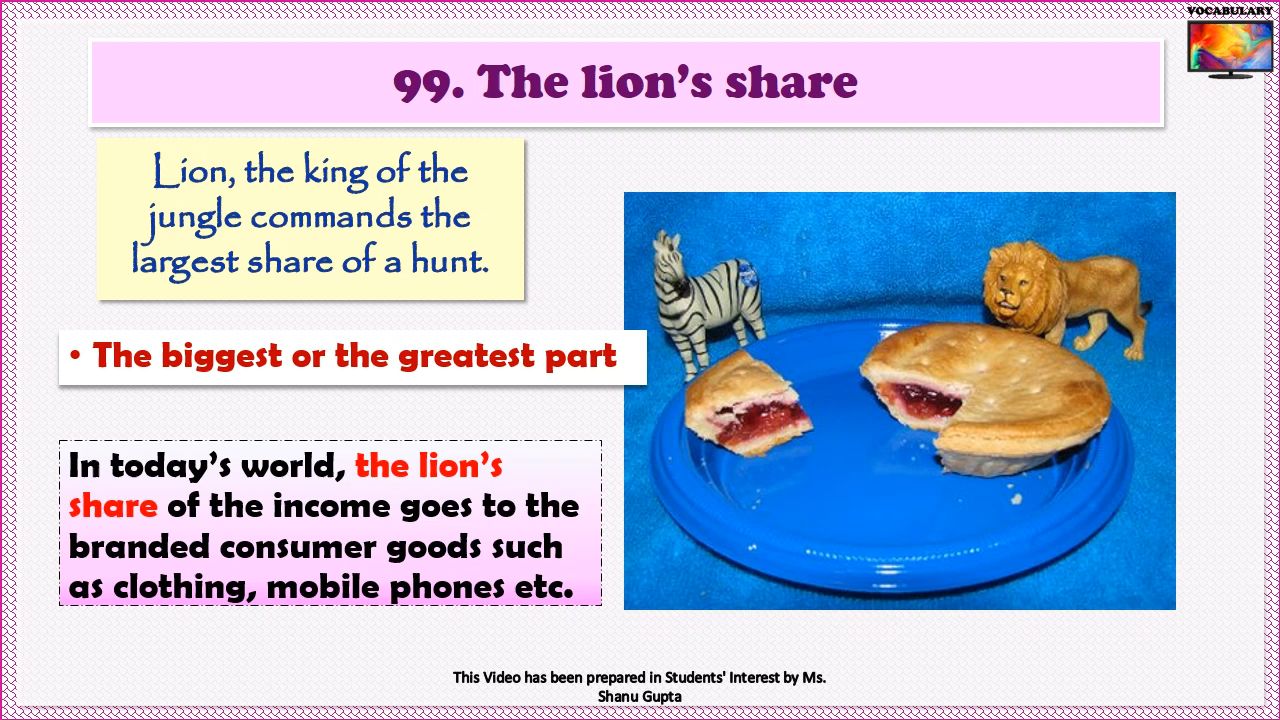 VOCABULARY
99. The lion’s share
Lion, the king of the
jungle commands the
largest share of a hunt.
• The biggest or the greatest part
In today’s world, the lion’s
share of the income goes to the
branded consumer goods such
as clothing, mobile phones etc.
This Video has been prepared in Students' Interest by Ms.
Shanu Gupta